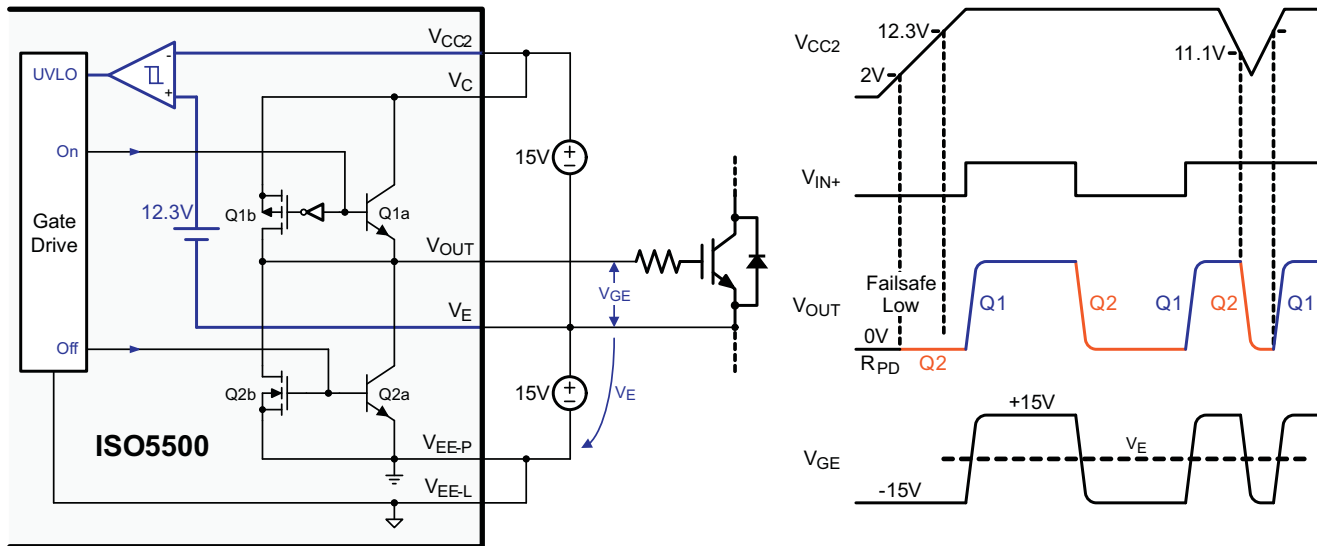 UVLO
On
Gate
Drive
Off
ISO5500
-
+
12.3V
Q1b
Q1a
Q2b
Q2a
VCC2
VC
VOUT
VE
VEE-P
VEE-L
15V
+
−
15V
+
−
VGE
VE
VCC2
12.3V
2V
11.1V
VIN+
VOUT
Failsafe
Low
0V
RPD
Q2
Q1
Q2
Q1
Q2
Q1
VGE
+15V
-15V
VE